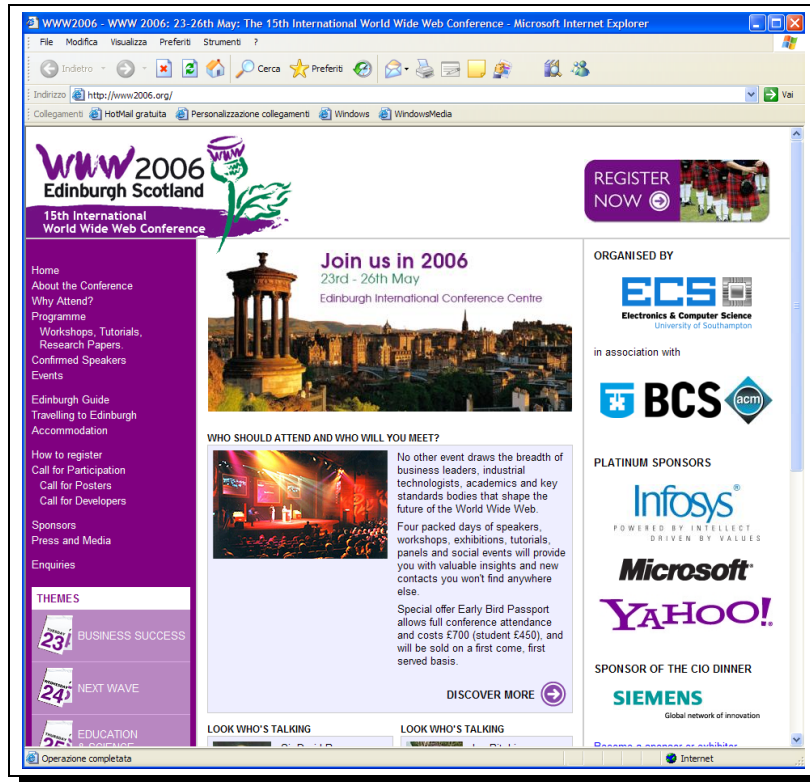 WWW2006 - WWW 2006: 23-26th May: The 15th International World Wide Web Conference - Microsoft Internet Explorer
File Modifica Visualizza Preferiti Strumenti ?
Indietro Cerca Preferiti
Indirizzo http://www2006.org/ Vai
Collegamenti HotMail gratuita Personalizzazione collegamenti Windows WindowsMedia
WWW 2006
WWW
Edinburgh Scotland
15th International
World Wide Web Conference
REGISTER
NOW
Home
About the Conference
Why Attend?
Programme
Workshops, Tutorials,
Research Papers.
Confirmed Speakers
Events
Edinburgh Guide
Travelling to Edinburgh
Accommodation
How to register
Call for Participation
Call for Posters
Call for Developers
Sponsors
Press and Media
Enquiries
THEMES
TUESDAY
23
BUSINESS SUCCESS
WEDNESDAY
24
NEXT WAVE
25
EDUCATION
& SCIENCE
Join us in 2006
23rd - 26th May
Edinburgh International Conference Centre
WHO SHOULD ATTEND AND WHO WILL YOU MEET?
No other event draws the breadth of
business leaders, industrial
technologists, academics and key
standards bodies that shape the
future of the World Wide Web.
Four packed days of speakers,
workshops, exhibitions, tutorials,
panels and social events will provide
you with valuable insights and new
contacts you won't find anywhere
else.
Special offer Early Bird Passport
allows full conference attendance
and costs £700 (student £450), and
will be sold on a first come, first
served basis.
DISCOVER MORE
LOOK WHO'S TALKING
LOOK WHO'S TALKING
ORGANISED BY
ECS
Electronics & Computer Science
University of Southampton
in association with
BCS
acm
PLATINUM SPONSORS
Infosys®
POWERED BY INTELLECT
DRIVEN BY VALUES
Microsoft®
YAHOO!
SPONSOR OF THE CIO DINNER
SIEMENS
Global network of innovation
Become a sponsor or exhibitor
Operazione completata Internet